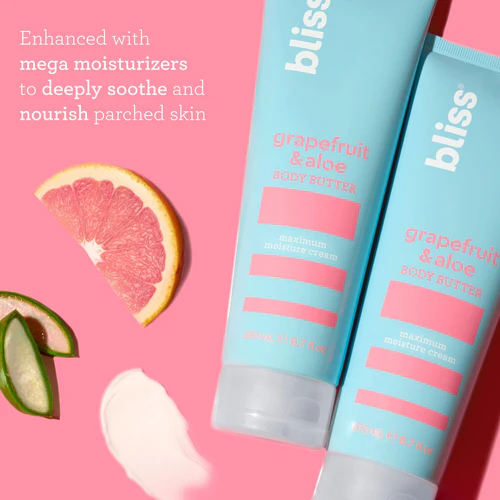 Enhanced with
mega moisturizers
to deeply soothe and
nourish parched skin
bliss
grapefruit
& aloe
BODY BUTTER
maximum
moisture cream
bliss
grapefruit
& aloe
BODY BUTTER
maximum
moisture cream